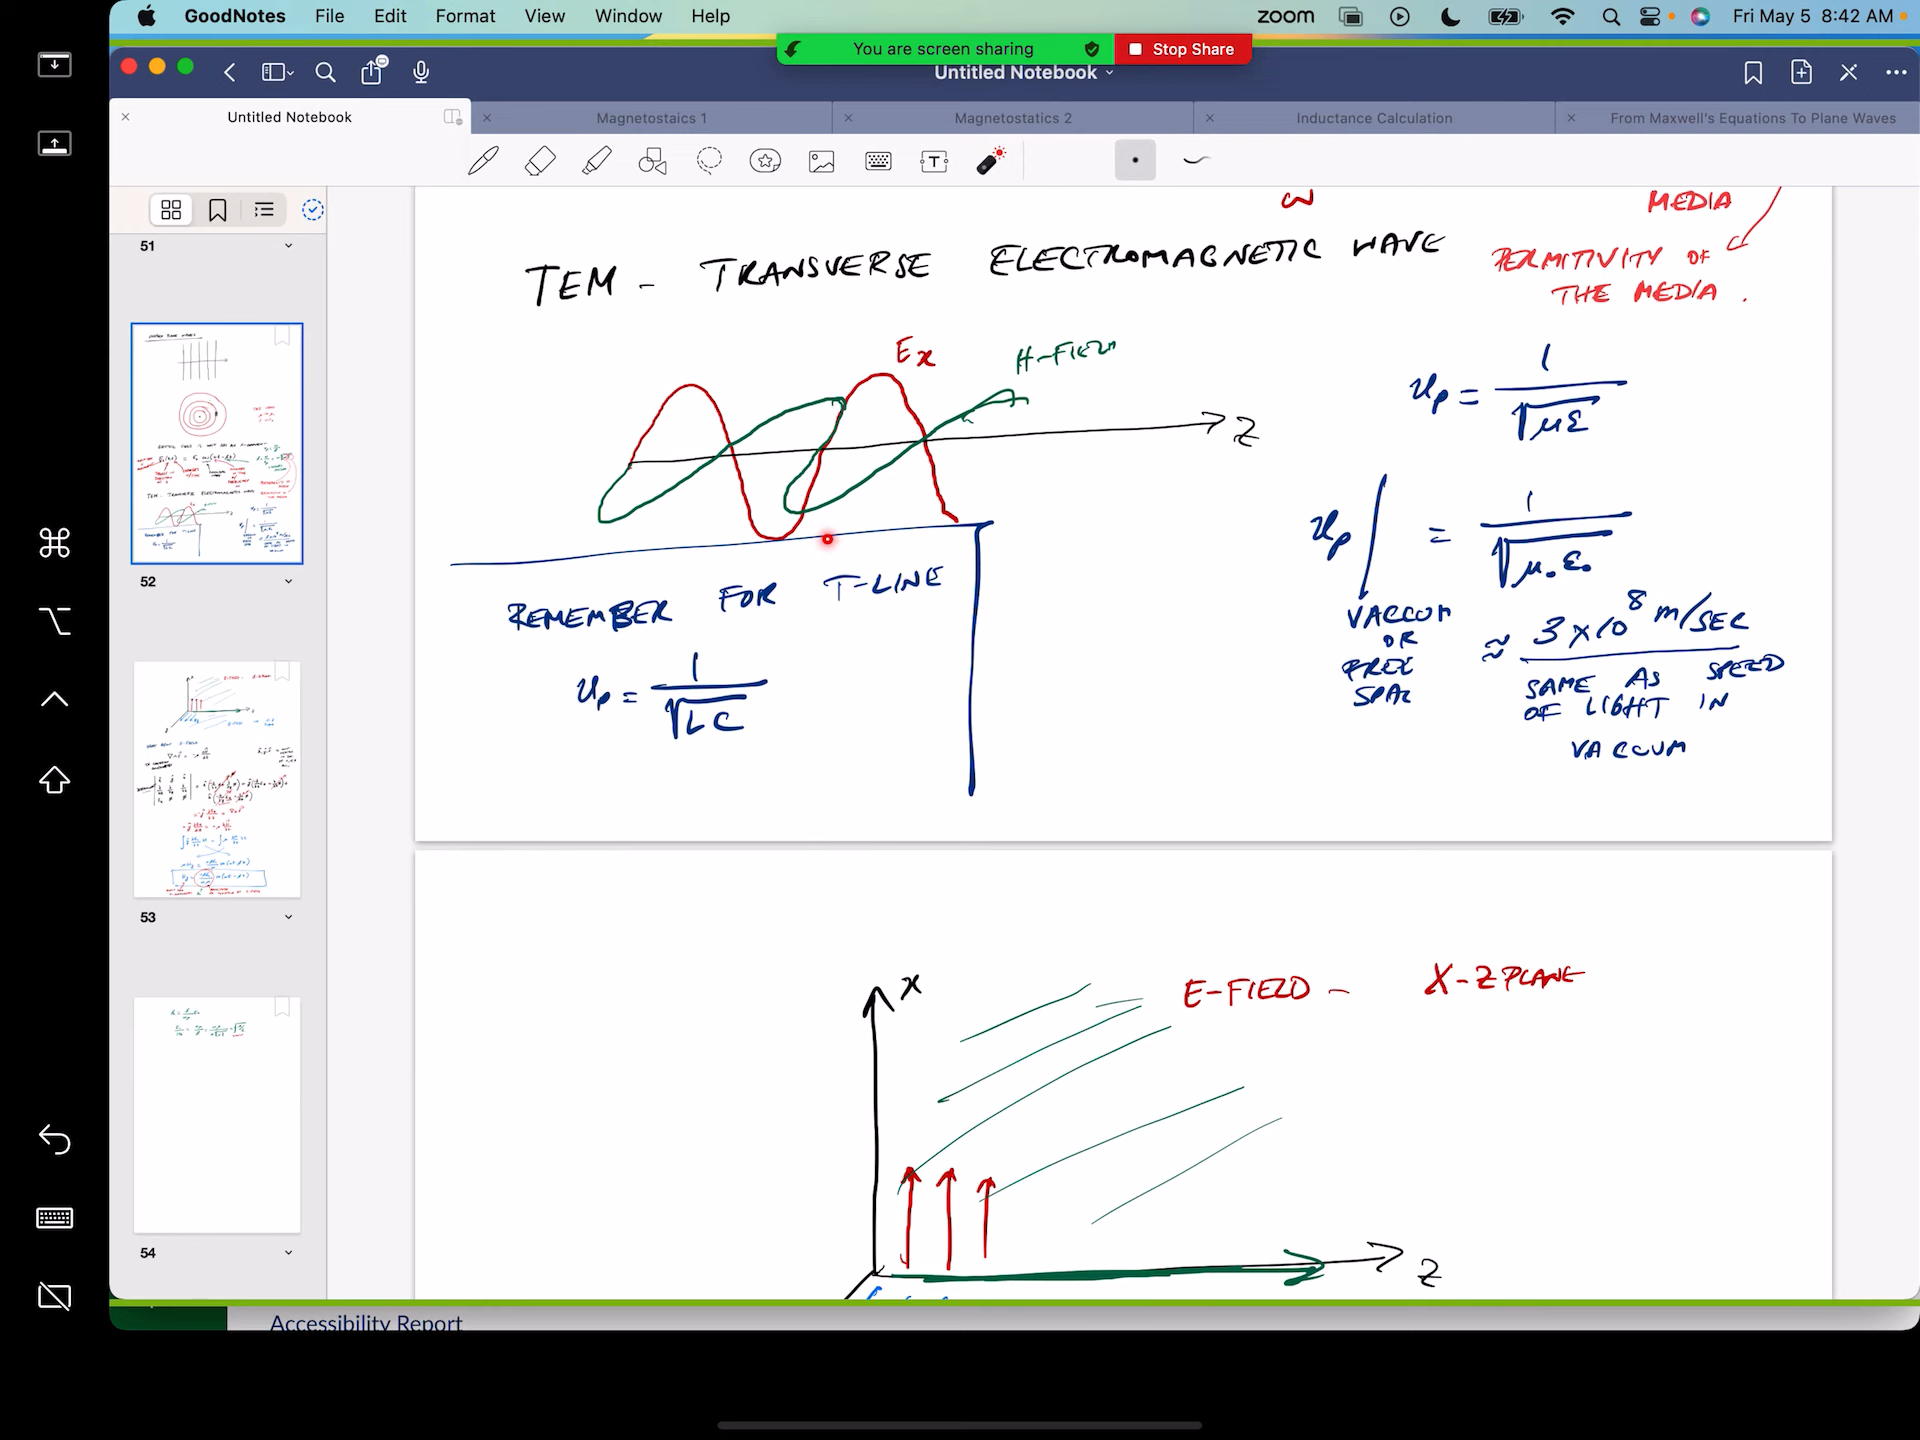 GoodNotes File Edit Format View Window Help
zoom Fri May 5 8:42 AM
You are screen sharing Stop Share
Untitled Notebook
Untitled Notebook
Magnetostaics 1
Magnetostatics 2
Inductance Calculation
From Maxwell's Equations To Plane Waves
51
52
53
54
ω
MEDIA
PERMITIVITY OF
THE MEDIA .
TEM - TRANSVERSE ELECTROMAGNETIC WAVE
Ex
H-FIELD
Z
REMEMBER FOR T-LINE
up = 1/√LC
up = 1/√με
up | = 1/√μ.ε.
VACCUM
OR
FREE
SPAC
≈ 3 × 10^8 m/SEC
SAME AS SPEED
OF LIGHT IN
VACCUM
X
E-FIELD - X-Z PLANE
Z
Accessibility Report